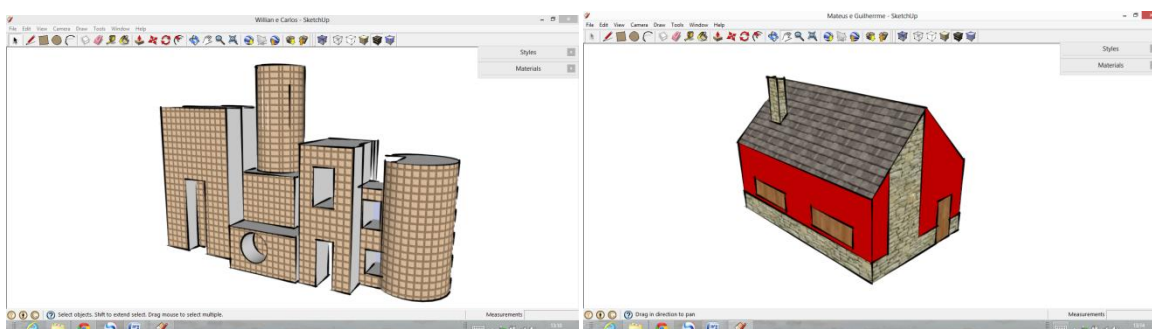 Willian e Carlos - SketchUp
File Edit View Camera Draw Tools Window Help
Styles
Materials
Select objects. Shift to extend select. Drag mouse to select multiple.
Measurements
15:15
Mateus e Guilherme - SketchUp
File Edit View Camera Draw Tools Window Help
Styles
Materials
Drag in direction to pan
Measurements